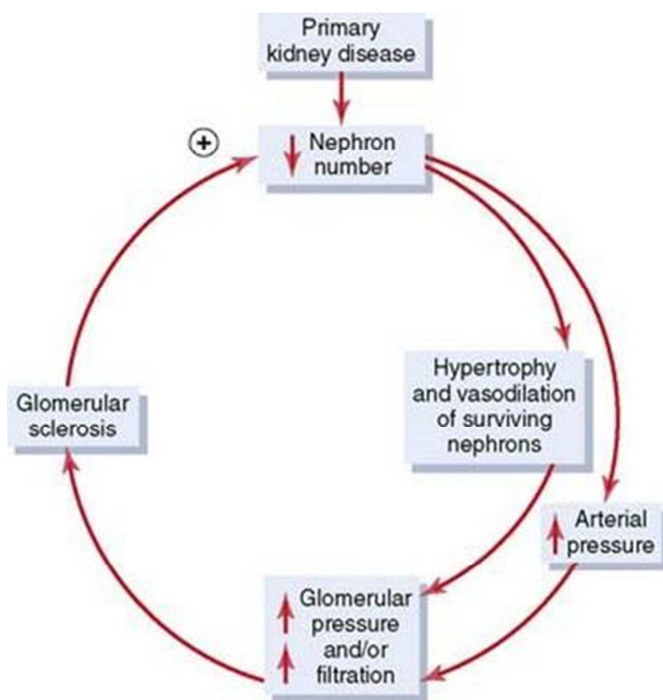 Primary
kidney disease
+
↓ Nephron
number
Hypertrophy
and vasodilation
of surviving
nephrons
Glomerular
sclerosis
↑ Arterial
pressure
↑ Glomerular
pressure
↑ and/or
filtration